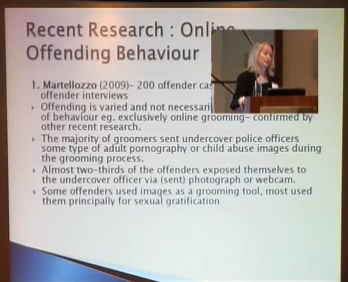 Recent Research : Online
Offending Behaviour
1. Martellozzo (2009)- 200 offender
offender interviews
Offending is varied and not
of behaviour eg. exclusively online grooming- confirmed by
other recent research.
The majority of groomers sent undercover police officers
some type of adult pornography or child abuse images during
the grooming process.
Almost two-thirds of the offenders exposed themselves to
the undercover officer via (sent) photograph or webcam.
Some offenders used images as a grooming tool, most used
them principally for sexual gratification